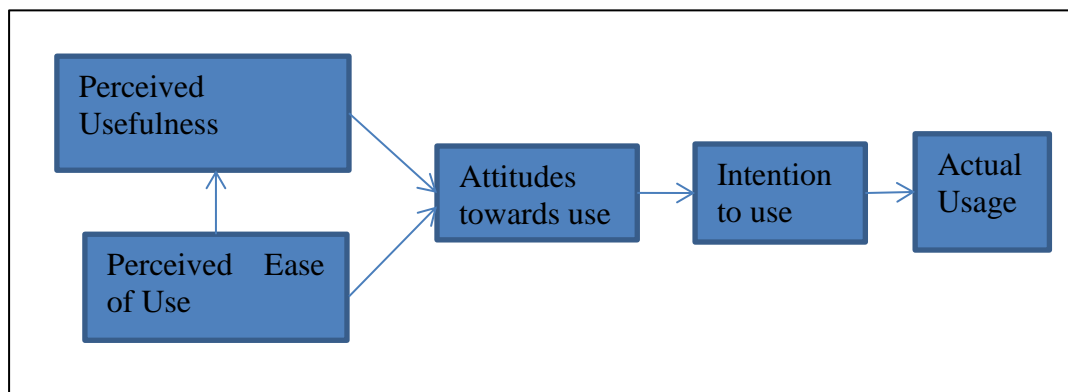 Perceived
Usefulness
Perceived Ease
of Use
Attitudes
towards use
Intention
to use
Actual
Usage